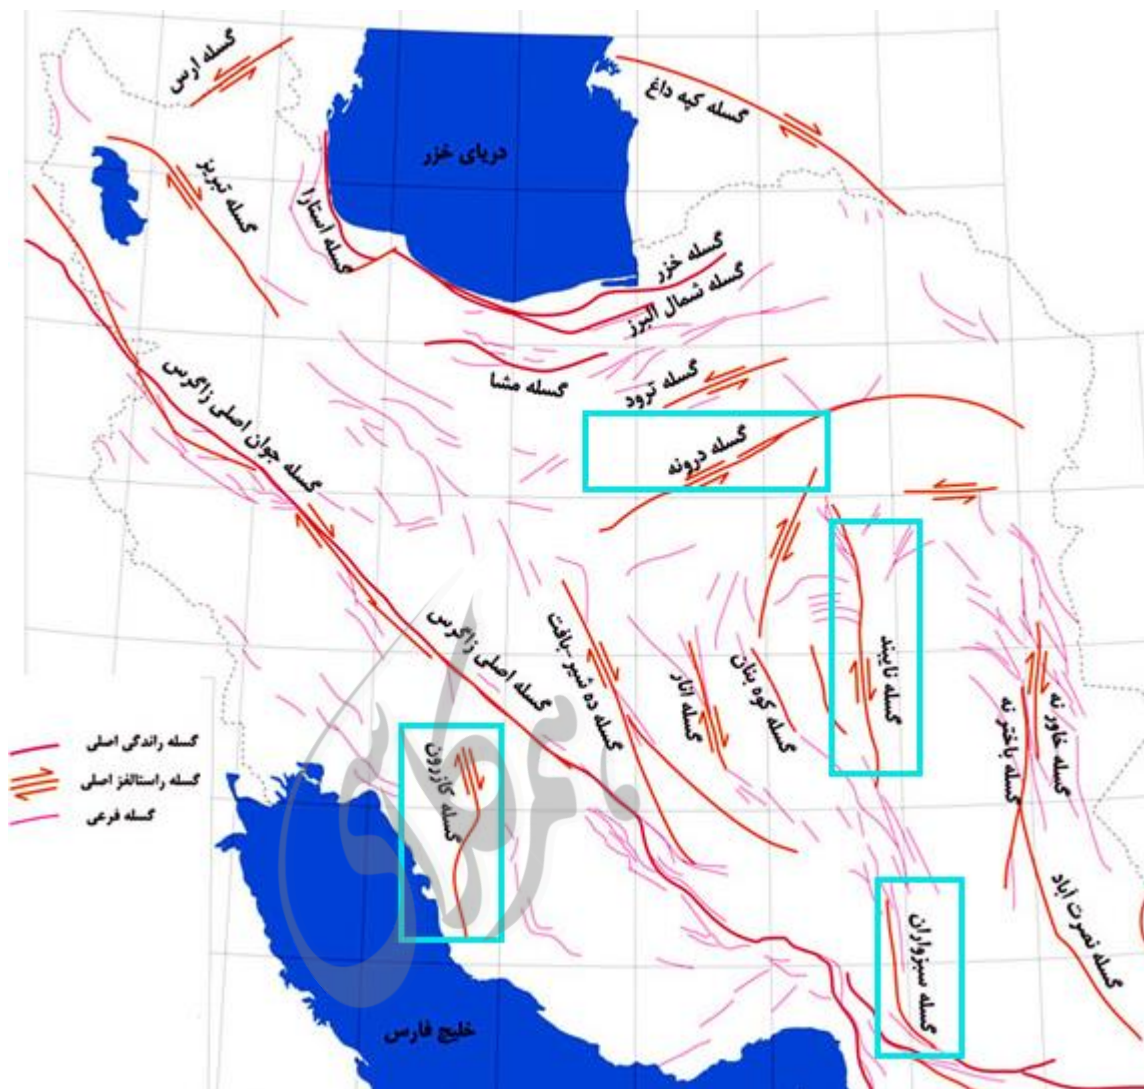 گسله ارس
گسله کپه داغ
دریای خزر
گسله تبریز
گسله آستارا
گسله خزر
گسله شمال البرز
گسله مشا
گسله ترود
گسله درونه
گسله جوان اصلی زاگرس
گسله اصلی زاگرس
گسله ده شیر-بافت
گسله انار
گسله کوه بنان
گسله نایبند
گسله باختر نه
گسله خاور نه
گسله نصرت آباد
گسله کازرون
گسله سبزواران
گسله راندگی اصلی
گسله راستالغز اصلی
گسله فرعی
خلیج فارس